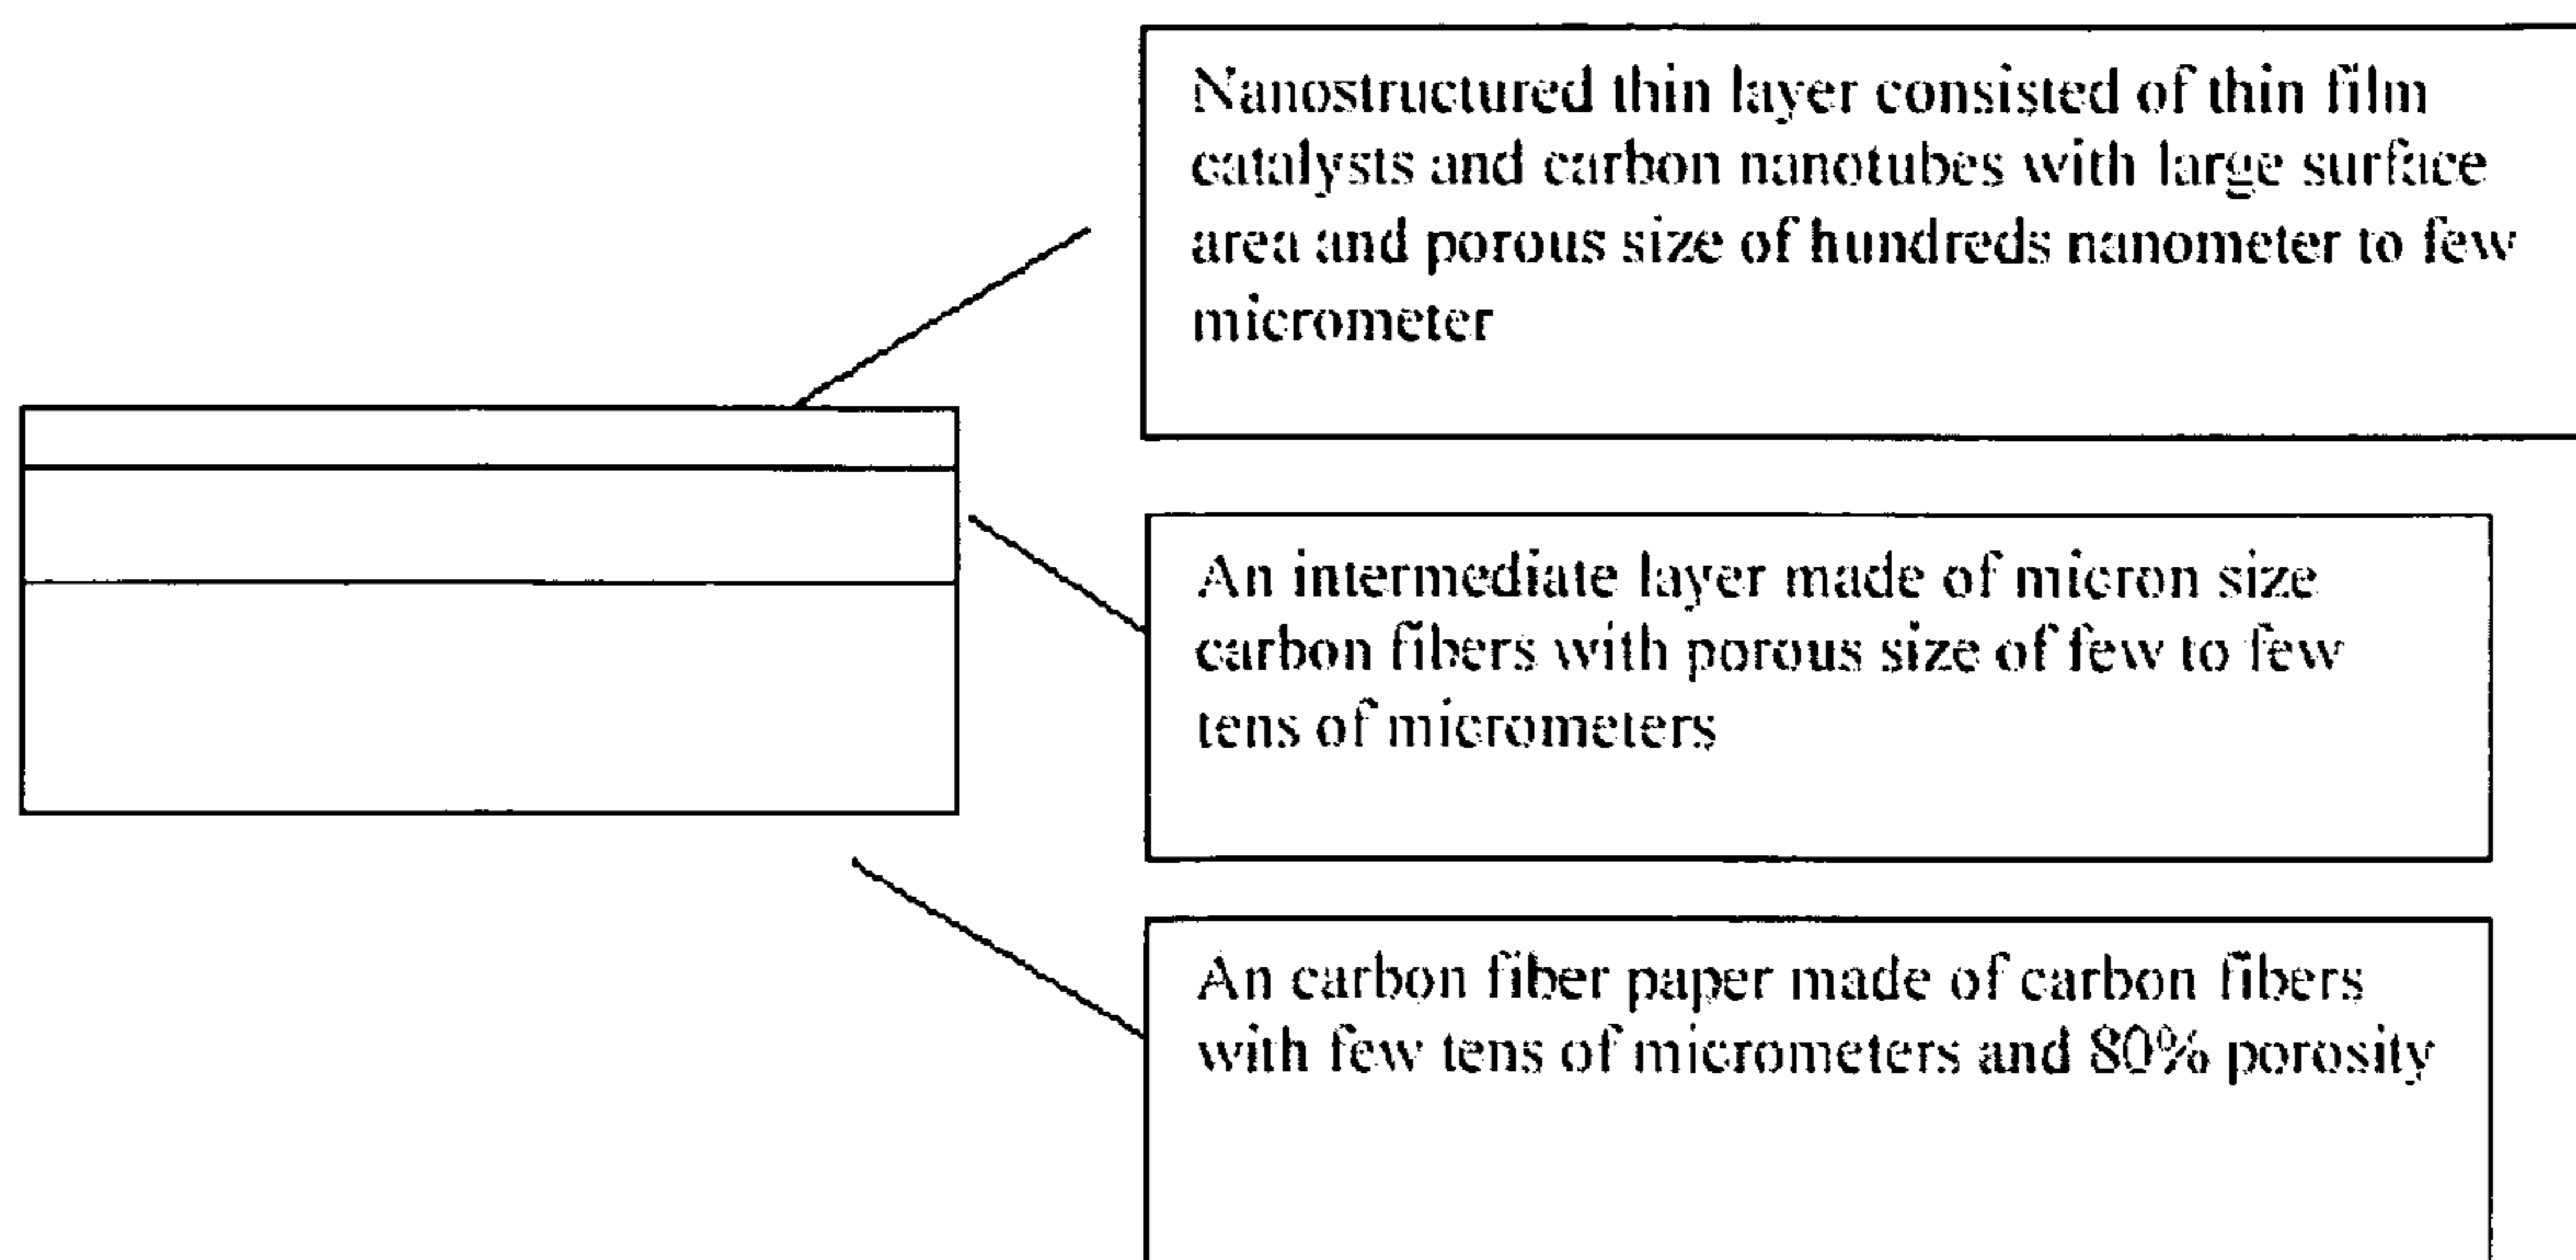 Nanostructured thin layer consisted of thin film
catalysts and carbon nanotubes with large surface
area and porous size of hundreds nanometer to few
micrometer
An intermediate layer made of micron size
carbon fibers with porous size of few to few
tens of micrometers
An carbon fiber paper made of carbon fibers
with few tens of micrometers and 80% porosity